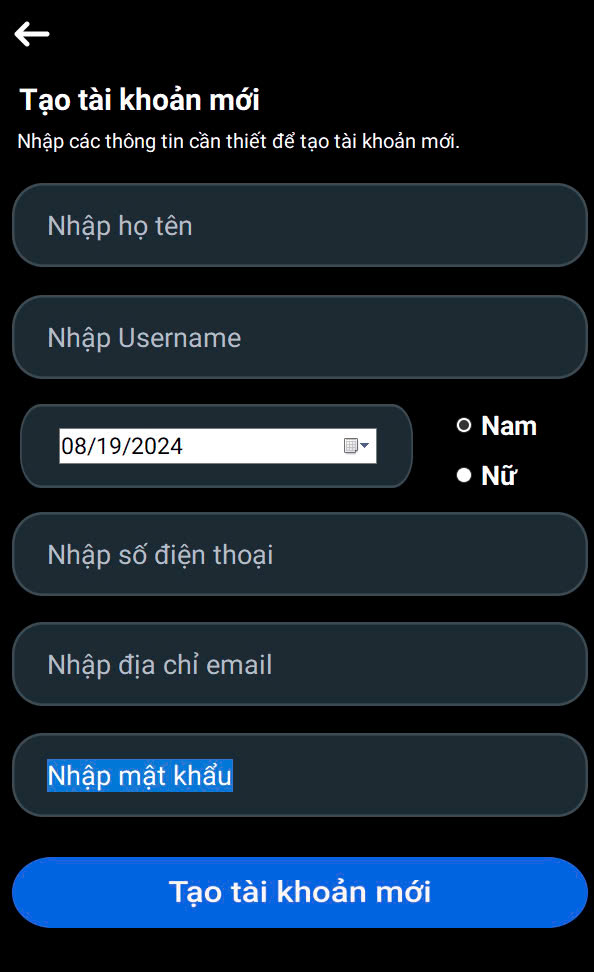 Tạo tài khoản mới
Nhập các thông tin cần thiết để tạo tài khoản mới.
Nhập họ tên
Nhập Username
08/19/2024
Nam
Nữ
Nhập số điện thoại
Nhập địa chỉ email
Nhập mật khẩu
Tạo tài khoản mới